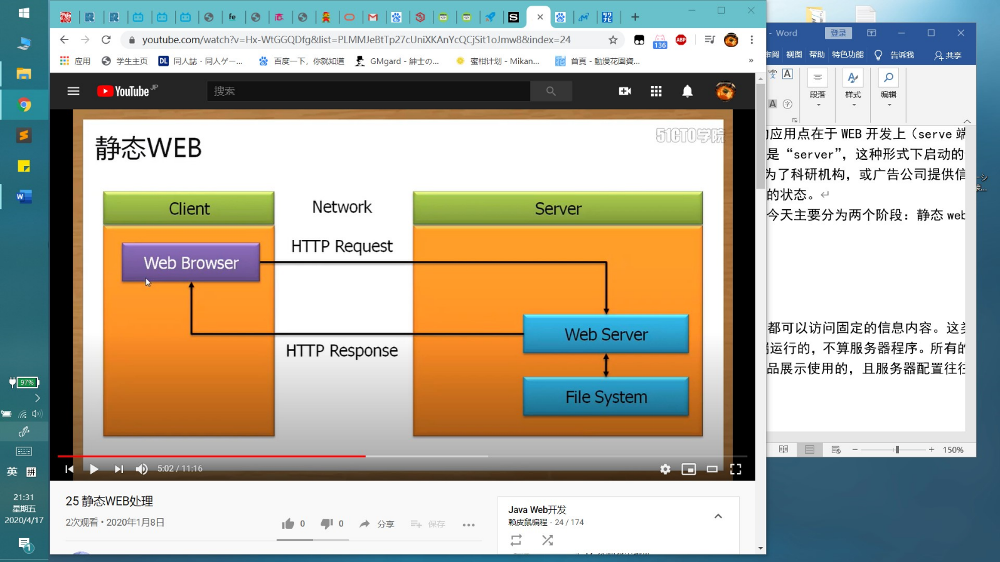 fe
S
youtube.com/watch?v=Hx-WtGGQDfg&list=PLMMJeBtTp27cUniXKAnYcQCjSit1oJmw8&index=24
136
ABP
应用
学生主页
DL 同人誌・同人ゲー...
百度一下，你就知道
GMgard - 紳士の...
蜜柑计划 - Mikan...
首頁 - 動漫花園資...
»
YouTube JP
搜索
静态WEB
51CTO学院
Client
Network
Server
HTTP Request
Web Browser
HTTP Response
Web Server
File System
5:02 / 11:16
25 静态WEB处理
2次观看 • 2020年1月8日
0
0
分享
保存
Java Web开发
赖皮鼠编程 - 24 / 174
- Word
登录
审阅
视图
帮助
特色功能
告诉我
共享
段落
样式
编辑
应用点在于 WEB 开发上（serve 端
是“server”，这种形式下启动的
为了科研机构，或广告公司提供信
的状态。
今天主要分为两个阶段：静态 web
都可以访问固定的信息内容。这类
端运行的，不算服务器程序。所有的
品展示使用的，且服务器配置往往
150%
97%
英
拼
21:31
星期五
2020/4/17
1